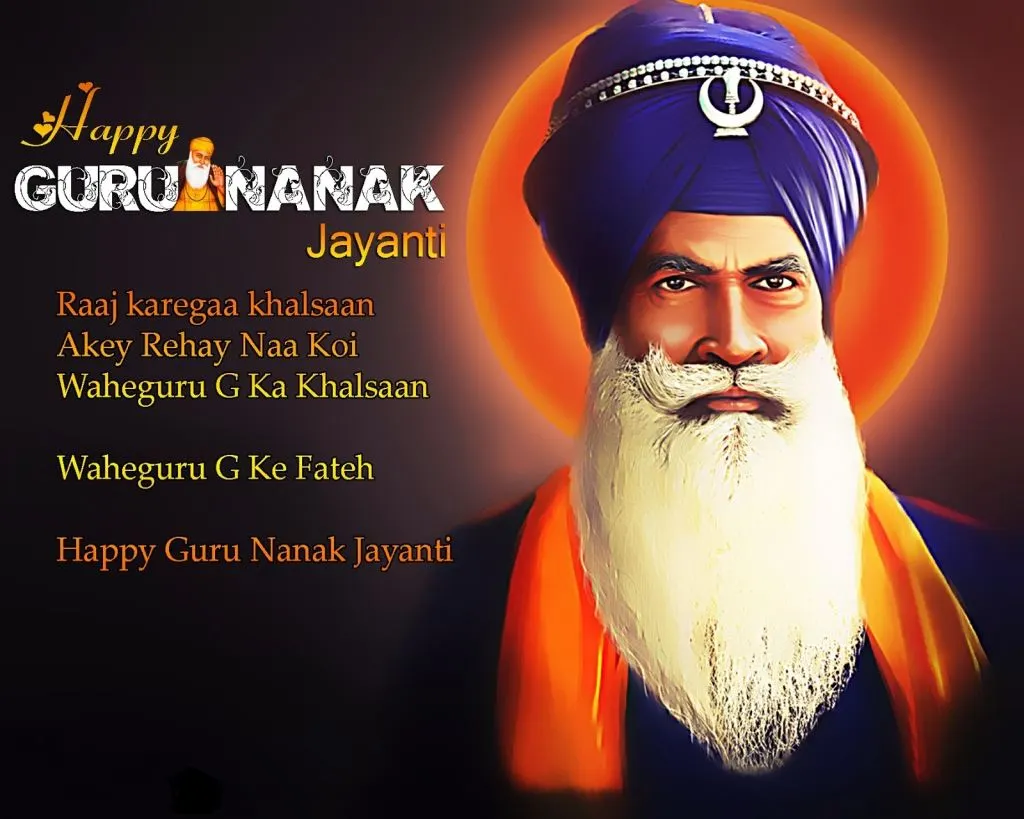 Happy
GURU NANAK
Jayanti
Raaj karegaa khalsaan
Akey Rehay Naa Koi
Waheguru G Ka Khalsaan
Waheguru G Ke Fateh
Happy Guru Nanak Jayanti